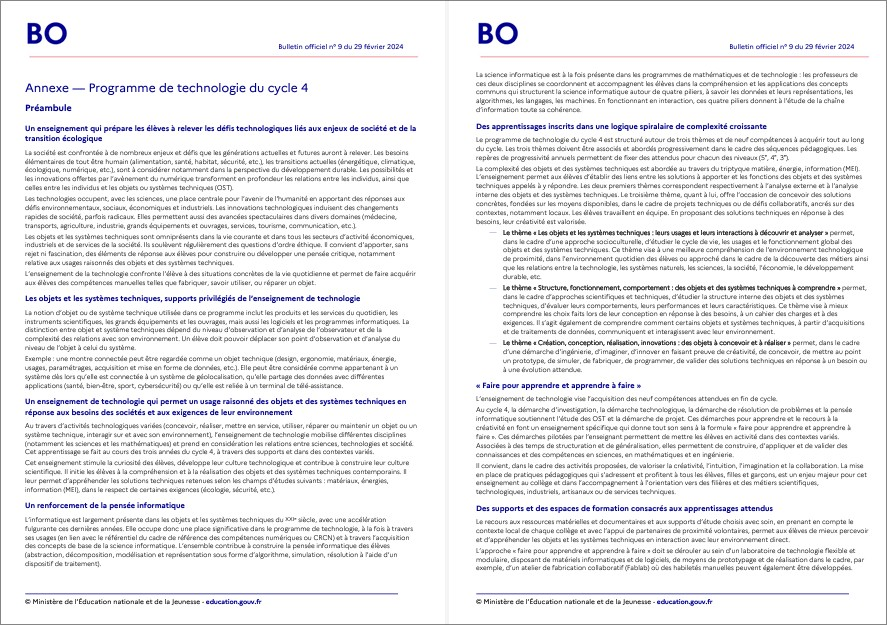 BO
Bulletin officiel n° 9 du 29 février 2024
Annexe — Programme de technologie du cycle 4
Préambule
Un enseignement qui prépare les élèves à relever les défis technologiques liés aux enjeux de société et de la
transition écologique
La société est confrontée à de nombreux enjeux et défis que les générations actuelles et futures auront à relever. Les besoins
élémentaires de tout être humain (alimentation, santé, habitat, sécurité, etc.), les transitions actuelles (énergétique, climatique,
écologique, numérique, etc.), sont à considérer notamment dans la perspective du développement durable. Les possibilités et
les innovations offertes par l'avènement du numérique transforment en profondeur les relations entre les individus, ainsi que
celles entre les individus et les objets ou systèmes techniques (OST).
Les technologies occupent, avec les sciences, une place centrale pour l'avenir de l'humanité en apportant des réponses aux
défis environnementaux, sociaux, économiques et industriels. Les innovations technologiques induisent des changements
rapides de société, parfois radicaux. Elles permettent aussi des avancées spectaculaires dans divers domaines (médecine,
transports, agriculture, industrie, grands équipements et ouvrages, services, tourisme, communication, etc.).
Les objets et les systèmes techniques sont omniprésents dans la vie courante et dans tous les secteurs d'activité économiques,
industriels et de services de la société. Ils soulèvent régulièrement des questions d'ordre éthique. Il convient d'apporter, sans
rejet ni fascination, des éléments de réponse aux élèves pour construire ou développer une pensée critique, notamment
relative aux usages raisonnés des objets et des systèmes techniques.
L'enseignement de la technologie confronte l'élève à des situations concrètes de la vie quotidienne et permet de faire acquérir
aux élèves des compétences manuelles telles que fabriquer, savoir utiliser, ou réparer un objet.
Les objets et les systèmes techniques, supports privilégiés de l'enseignement de technologie
La notion d'objet ou de système technique utilisée dans ce programme inclut les produits et les services du quotidien, les
instruments scientifiques, les grands équipements et les ouvrages, mais aussi les logiciels et les programmes informatiques. La
distinction entre objet et système techniques dépend du niveau d'observation et d'analyse de l'observateur et de la
complexité des relations avec son environnement. Un élève doit pouvoir déplacer son point d'observation et d'analyse du
niveau de l'objet à celui du système.
Exemple : une montre connectée peut être regardée comme un objet technique (design, ergonomie, matériaux, énergie,
usages, paramétrages, acquisition et mise en forme de données, etc.). Elle peut être considérée comme appartenant à un
système dès lors qu'elle est connectée à un système de géolocalisation, qu'elle partage des données avec différentes
applications (santé, bien-être, sport, cybersécurité) ou qu'elle est reliée à un terminal de télé-assistance.
Un enseignement de technologie qui permet un usage raisonné des objets et des systèmes techniques en
réponse aux besoins des sociétés et aux exigences de leur environnement
Au travers d'activités technologiques variées (concevoir, réaliser, mettre en service, utiliser, réparer ou maintenir un objet ou un
système technique, interagir sur et avec son environnement), l'enseignement de technologie mobilise différentes disciplines
(notamment les sciences et les mathématiques) et prend en considération les relations entre sciences, technologies et société.
Cet apprentissage se fait au cours des trois années du cycle 4, à travers des supports et dans des contextes variés.
Cet enseignement stimule la curiosité des élèves, développe leur culture technologique et contribue à construire leur culture
scientifique. Il initie les élèves à la compréhension et à la réalisation des objets et des systèmes techniques contemporains. Il
leur permet d'appréhender les solutions techniques retenues selon les champs d'études suivants : matériaux, énergies,
information (MEI), dans le respect de certaines exigences (écologie, sécurité, etc.).
Un renforcement de la pensée informatique
L'informatique est largement présente dans les objets et les systèmes techniques du XXIe siècle, avec une accélération
fulgurante ces dernières années. Elle occupe donc une place significative dans le programme de technologie, à la fois à travers
ses usages (en lien avec le référentiel du cadre de référence des compétences numériques ou CRCN) et à travers l'acquisition
des concepts de base de la science informatique. L'ensemble contribue à construire la pensée informatique des élèves
(abstraction, décomposition, modélisation et représentation sous forme d'algorithme, simulation, résolution à l'aide d'un
dispositif de traitement).
© Ministère de l'Éducation nationale et de la Jeunesse · education.gouv.fr
BO
Bulletin officiel n° 9 du 29 février 2024
La science informatique est à la fois présente dans les programmes de mathématiques et de technologie : les professeurs de
ces deux disciplines se coordonnent et accompagnent les élèves dans la compréhension et les applications des concepts
communs qui structurent la science informatique autour de quatre piliers, à savoir les données et leurs représentations, les
algorithmes, les langages, les machines. En fonctionnant en interaction, ces quatre piliers donnent à l'étude de la chaîne
d'information toute sa cohérence.
Des apprentissages inscrits dans une logique spiralaire de complexité croissante
Le programme de technologie du cycle 4 est structuré autour de trois thèmes et de neuf compétences à acquérir tout au long
du cycle. Les trois thèmes doivent être associés et abordés progressivement dans le cadre des séquences pédagogiques. Les
repères de progressivité annuels permettent de fixer des attendus pour chacun des niveaux (5e, 4e, 3e).
La complexité des objets et des systèmes techniques est abordée au travers du triptyque matière, énergie, information (MEI).
L'enseignement permet aux élèves d'établir des liens entre les solutions à apporter et les fonctions des objets et des systèmes
techniques appelés à y répondre. Les deux premiers thèmes correspondent respectivement à l'analyse externe et à l'analyse
interne des objets et des systèmes techniques. Le troisième thème, quant à lui, est l'occasion de concevoir des solutions
concrètes, fondées sur les moyens disponibles, dans le cadre de projets techniques ou de défis collaboratifs, ancrés sur des
contextes, notamment locaux. Les élèves travaillent en équipe. En proposant des solutions techniques en réponse à des
besoins, leur créativité est valorisée.
— Le thème « Les objets et les systèmes techniques : leurs usages et leurs interactions à découvrir et analyser » permet,
dans le cadre d'une approche socioculturelle, d'étudier le cycle de vie, les usages et le fonctionnement global des
objets et des systèmes techniques. Ce thème vise à une meilleure compréhension de l'environnement technologique
de proximité, dans l'environnement quotidien des élèves ou approché dans le cadre de la découverte des métiers ainsi
que les relations entre la technologie, les systèmes naturels, les sciences, la société, l'économie, le développement
durable, etc.
— Le thème « Structure, fonctionnement, comportement : des objets et des systèmes techniques à comprendre » permet,
dans le cadre d'approches scientifiques et techniques, d'étudier la structure interne des objets et des systèmes
techniques, d'évaluer leurs comportements, leurs performances et leurs caractéristiques. Ce thème vise à mieux
comprendre les choix faits lors de leur conception en réponse à des besoins, à un cahier des charges et à des
exigences. Il s'agit également de comprendre comment certains objets et systèmes techniques, à partir d'acquisitions
et de traitements de données, communiquent et interagissent avec leur environnement.
— Le thème « Création, conception, réalisation, innovations : des objets à concevoir et à réaliser » permet, dans le cadre
d'une démarche d'ingénierie, d'imaginer, d'innover en faisant preuve de créativité, de concevoir, de mettre au point
un prototype, de simuler, de fabriquer, de programmer, de valider des solutions techniques en réponse à un besoin ou
à une évolution attendue.
« Faire pour apprendre et apprendre à faire »
L'enseignement de technologie vise l'acquisition des neuf compétences attendues en fin de cycle.
Au cycle 4, la démarche d'investigation, la démarche technologique, la démarche de résolution de problèmes et la pensée
informatique soutiennent l'étude des OST et la démarche de projet. Ces démarches pour apprendre et le recours à la
créativité en font un enseignement spécifique qui donne tout son sens à la formule « faire pour apprendre et apprendre à
faire ». Ces démarches pilotées par l'enseignant permettent de mettre les élèves en activité dans des contextes variés.
Associées à des temps de structuration et de généralisation, elles permettent de construire, d'appliquer et de valider des
connaissances et des compétences en sciences, en mathématiques et en ingénierie.
Il convient, dans le cadre des activités proposées, de valoriser la créativité, l'intuition, l'imagination et la collaboration. La mise
en place de pratiques pédagogiques qui s'adressent et profitent à tous les élèves, filles et garçons, est un enjeu majeur pour cet
enseignement au collège et dans l'accompagnement à l'orientation vers des filières et des métiers scientifiques,
technologiques, industriels, artisanaux ou de services.
Des supports et des espaces de formation consacrés aux apprentissages attendus
Le recours aux ressources matérielles et documentaires et aux supports d'étude choisis avec soin, en prenant en compte le
contexte local de chaque collège et avec l'appui de partenaires de proximité volontaires, permet aux élèves de mieux percevoir
et d'appréhender les objets et les systèmes techniques en interaction avec leur environnement direct.
L'approche « faire pour apprendre et apprendre à faire » doit se dérouler au sein d'un laboratoire de technologie flexible et
modulaire, disposant de matériels informatiques et de logiciels, de moyens de prototypage et de réalisation dans le cadre, par
exemple, d'un atelier de fabrication collaboratif (Fablab) où des habiletés manuelles peuvent également être développées.
© Ministère de l'Éducation nationale et de la Jeunesse · education.gouv.fr